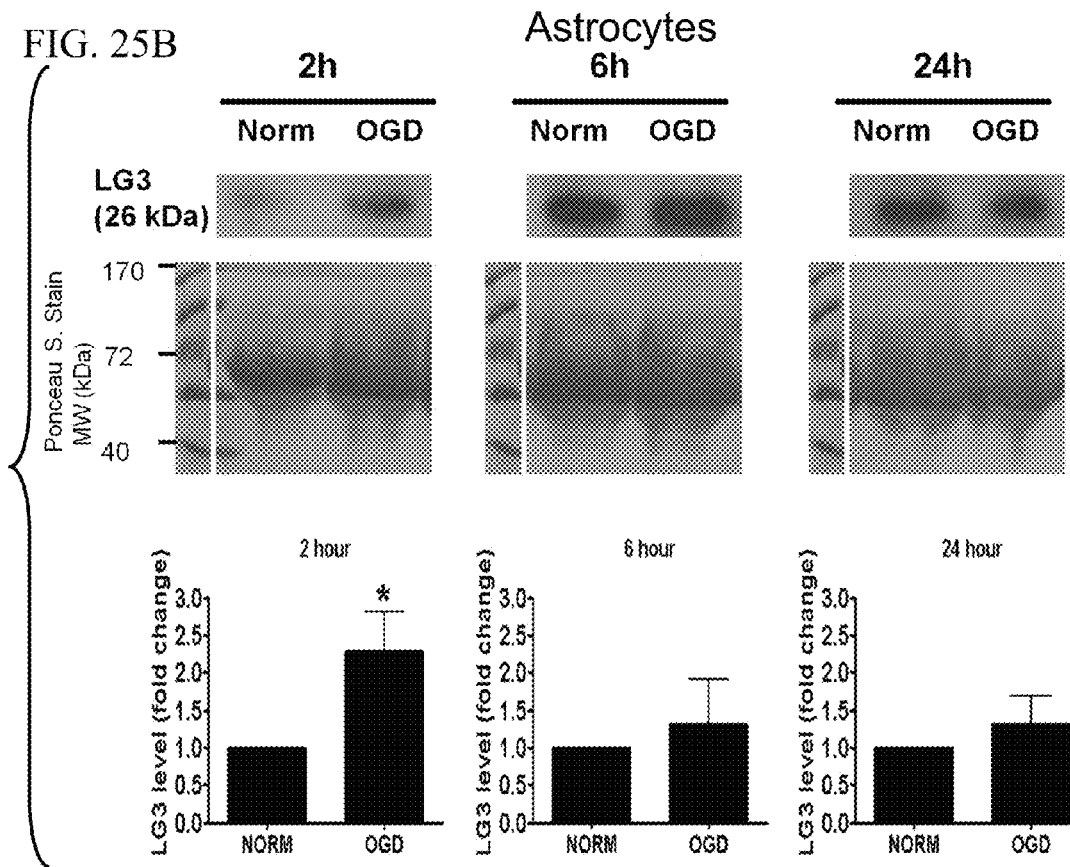 FIG. 25B
Astrocytes
2h 6h 24h
Norm OGD Norm OGD Norm OGD
LG3
(26 kDa)
Ponceau S. Stain
MW (kDa)
170
72
40
2 hour 6 hour 24 hour
LG3 level (fold change) LG3 level (fold change) LG3 level (fold change)
3.0 3.0 3.0
2.5 2.5 2.5
2.0 2.0 2.0
1.5 1.5 1.5
1.0 1.0 1.0
0.5 0.5 0.5
0.0 0.0 0.0
*
NORM OGD NORM OGD NORM OGD